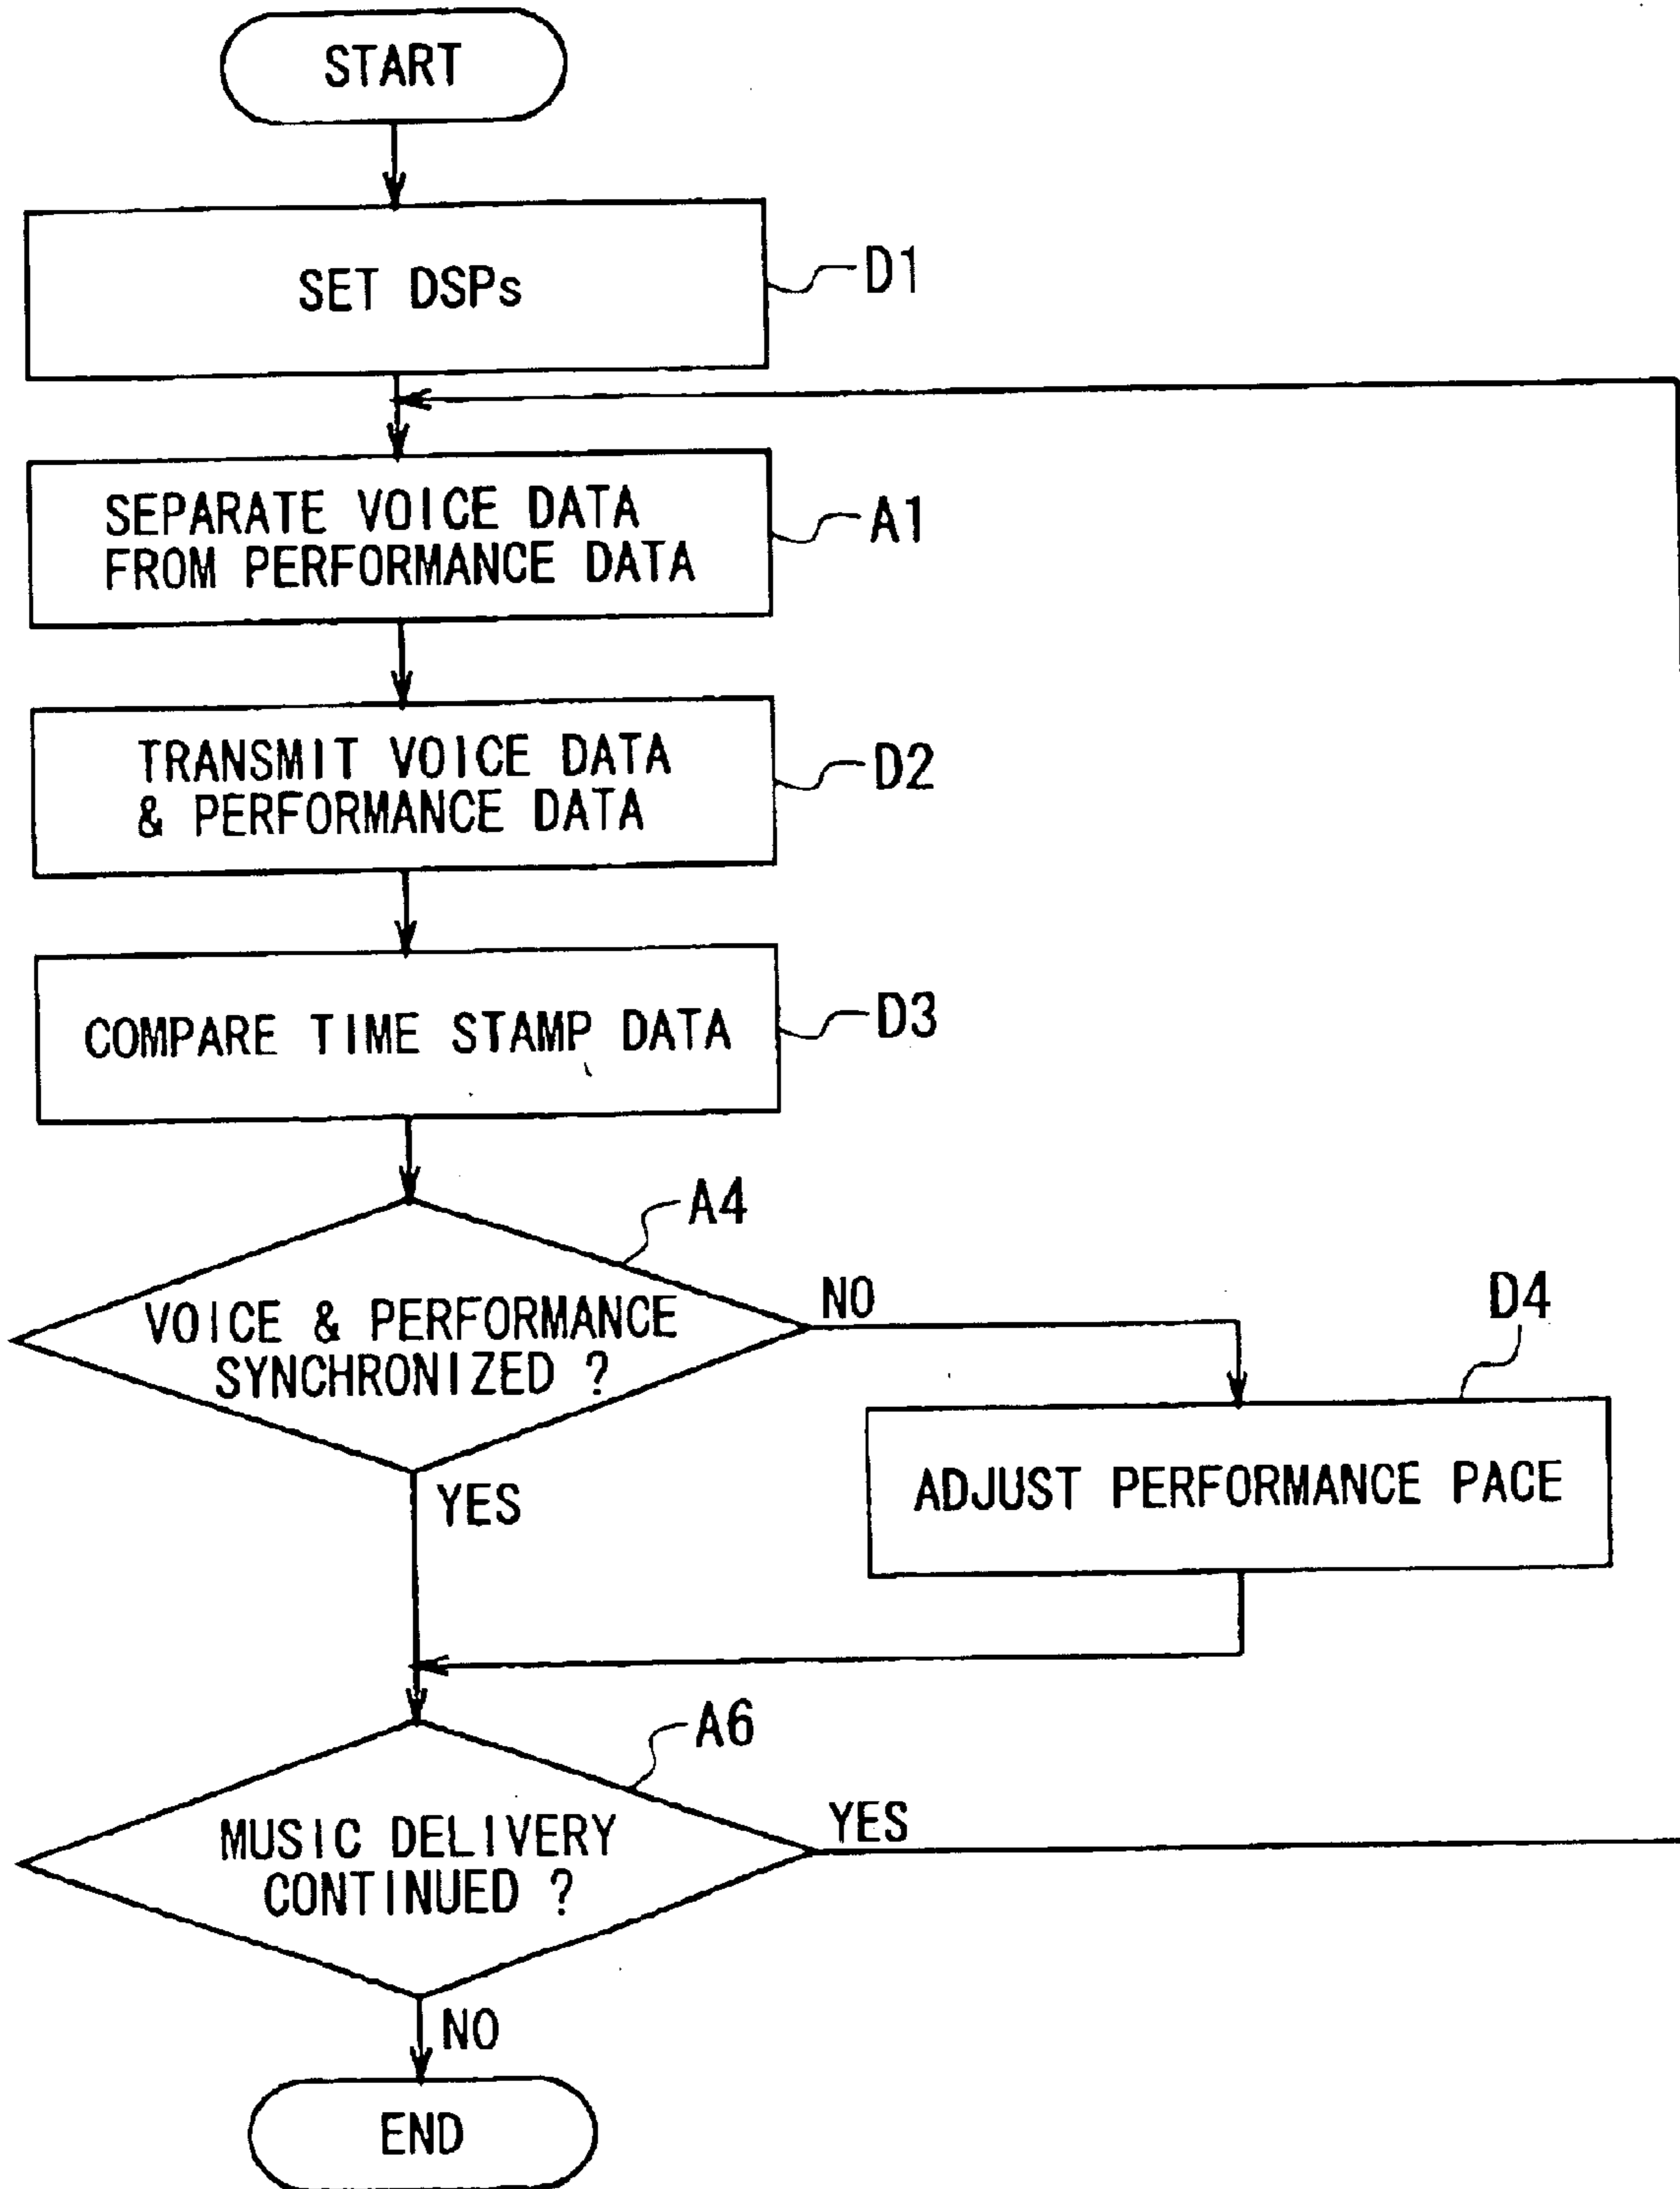 START
SET DSPs
D1
SEPARATE VOICE DATA
FROM PERFORMANCE DATA
A1
TRANSMIT VOICE DATA
& PERFORMANCE DATA
D2
COMPARE TIME STAMP DATA
D3
A4
VOICE & PERFORMANCE
SYNCHRONIZED ?
NO
D4
ADJUST PERFORMANCE PACE
YES
A6
MUSIC DELIVERY
CONTINUED ?
YES
NO
END